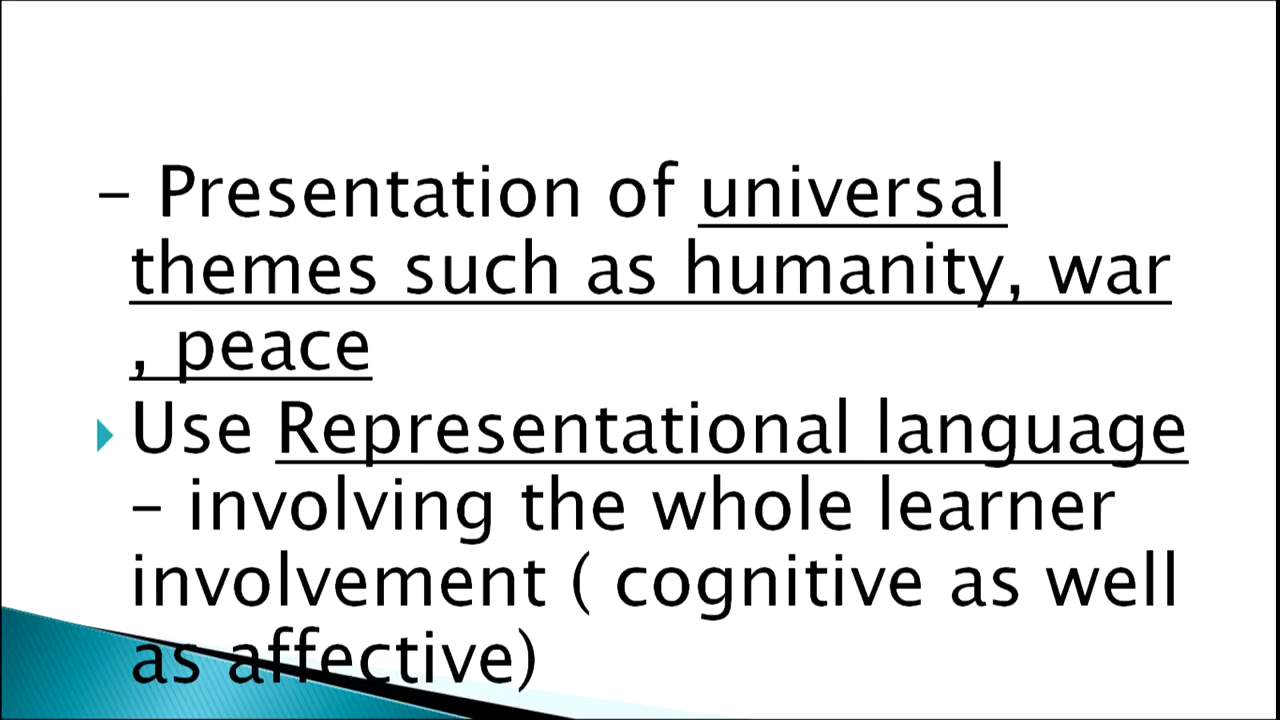 – Presentation of universal
themes such as humanity, war
, peace
Use Representational language
– involving the whole learner
involvement ( cognitive as well
as affective)